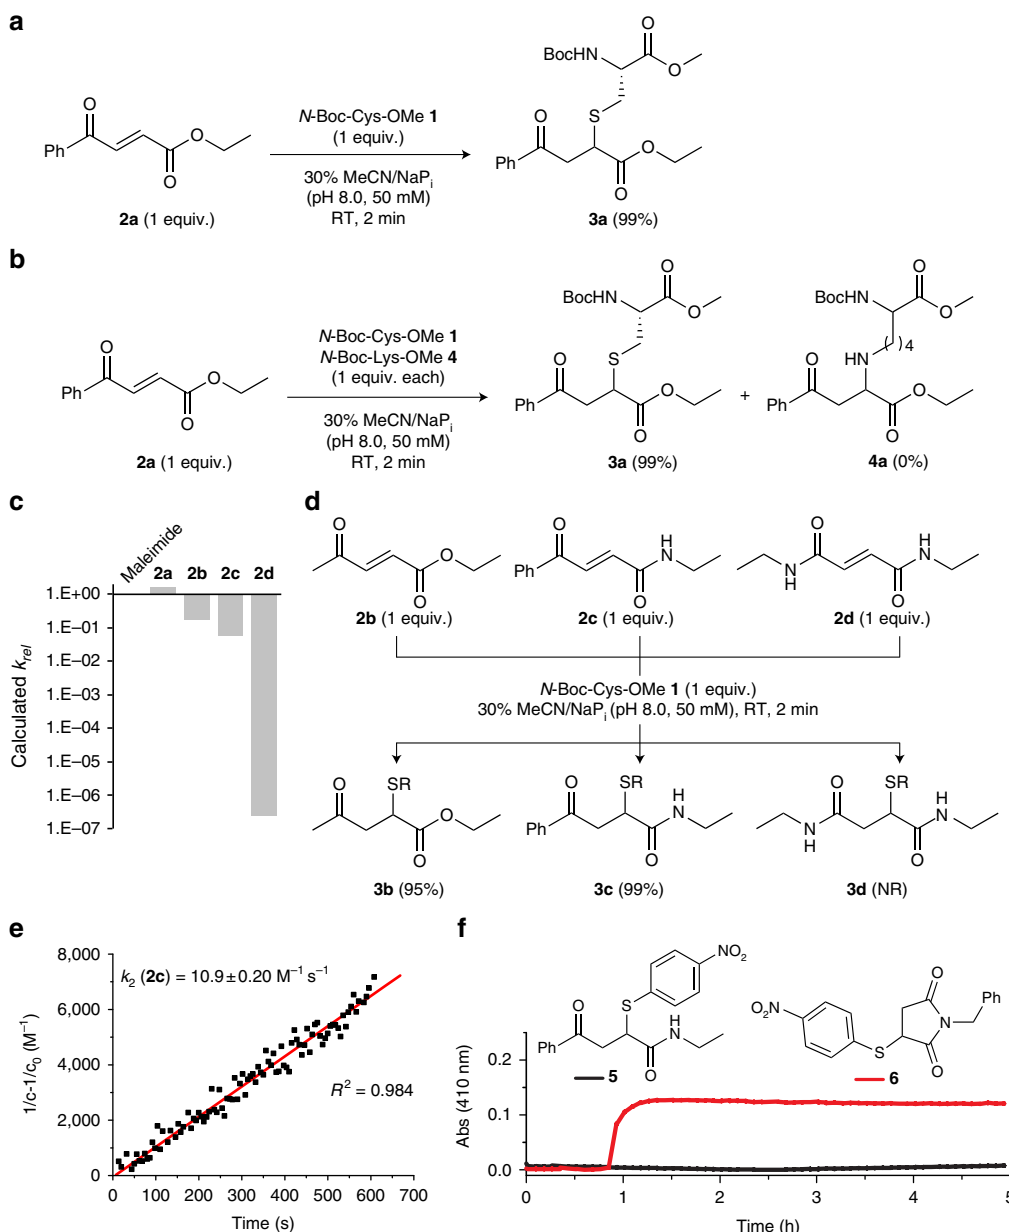 a
BocHN
O
O
S
O
O
O
Ph
O
O
Ph
O
N-Boc-Cys-OMe 1
(1 equiv.)
30% MeCN/NaPi
(pH 8.0, 50 mM)
RT, 2 min
2a (1 equiv.)
3a (99%)
b
O
Ph
O
O
N-Boc-Cys-OMe 1
N-Boc-Lys-OMe 4
(1 equiv. each)
30% MeCN/NaPi
(pH 8.0, 50 mM)
RT, 2 min
BocHN
O
O
S
O
Ph
O
O
+
BocHN
O
O
4
HN
O
Ph
O
O
2a (1 equiv.)
3a (99%)
4a (0%)
c
Maleimide
2a 2b 2c 2d
1.E+00
1.E−01
1.E−02
1.E−03
1.E−04
1.E−05
1.E−06
1.E−07
Calculated krel
d
O
O
O
2b (1 equiv.)
O
Ph
H
N
O
2c (1 equiv.)
O
N
H
H
N
O
2d (1 equiv.)
N-Boc-Cys-OMe 1 (1 equiv.)
30% MeCN/NaPi (pH 8.0, 50 mM), RT, 2 min
O
SR
O
O
3b (95%)
O
SR
Ph
H
N
O
3c (99%)
O
SR
N
H
H
N
O
3d (NR)
e
8,000
6,000
4,000
2,000
0
1/c-1/c0 (M−1)
k2 (2c) = 10.9±0.20 M−1 s−1
R2 = 0.984
0 100 200 300 400 500 600 700
Time (s)
f
NO2
S
O
Ph
H
N
O
5
NO2
S
O
N
Ph
O
6
0.2
0.1
0.0
Abs (410 nm)
0 1 2 3 4 5
Time (h)